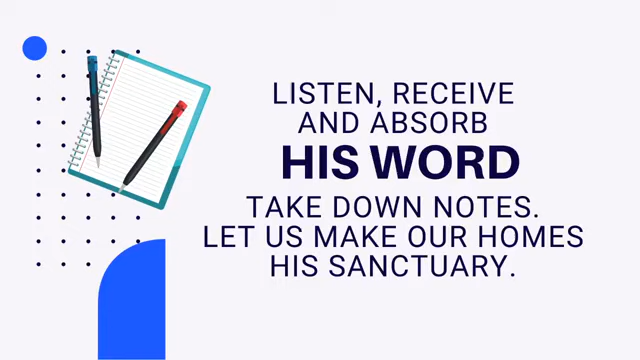 LISTEN, RECEIVE
AND ABSORB
HIS WORD
TAKE DOWN NOTES.
LET US MAKE OUR HOMES
HIS SANCTUARY.